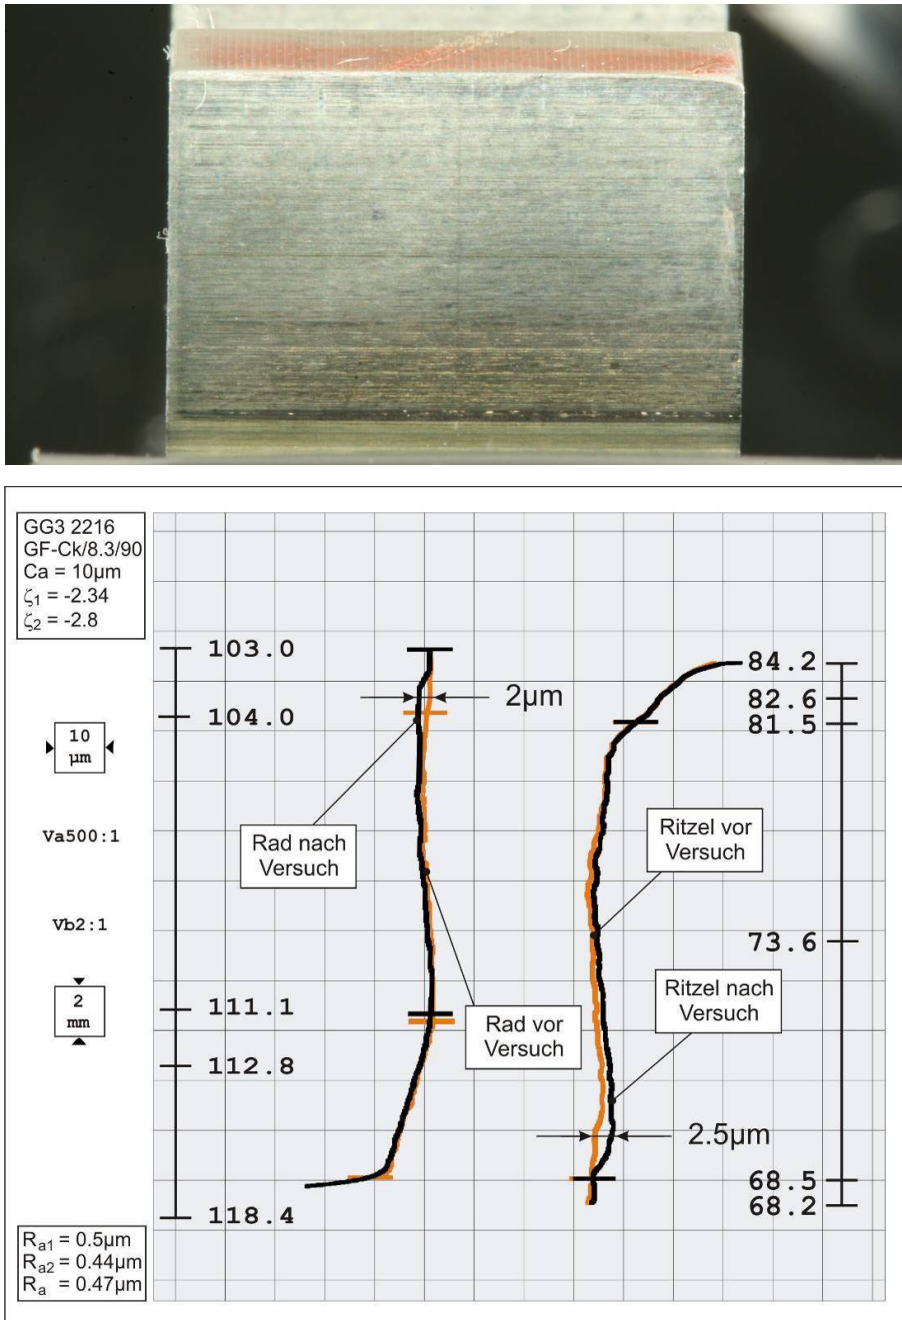 GG3 2216
GF-Ck/8.3/90
Ca = 10µm
ζ₁ = -2.34
ζ₂ = -2.8
103.0
84.2
2µm
82.6
104.0
81.5
10
µm
Va500:1
Rad nach
Versuch
Ritzel vor
Versuch
Vb2:1
73.6
2
mm
111.1
Rad vor
Versuch
Ritzel nach
Versuch
112.8
2.5µm
68.5
68.2
118.4
Rₐ₁ = 0.5µm
Rₐ₂ = 0.44µm
Rₐ = 0.47µm